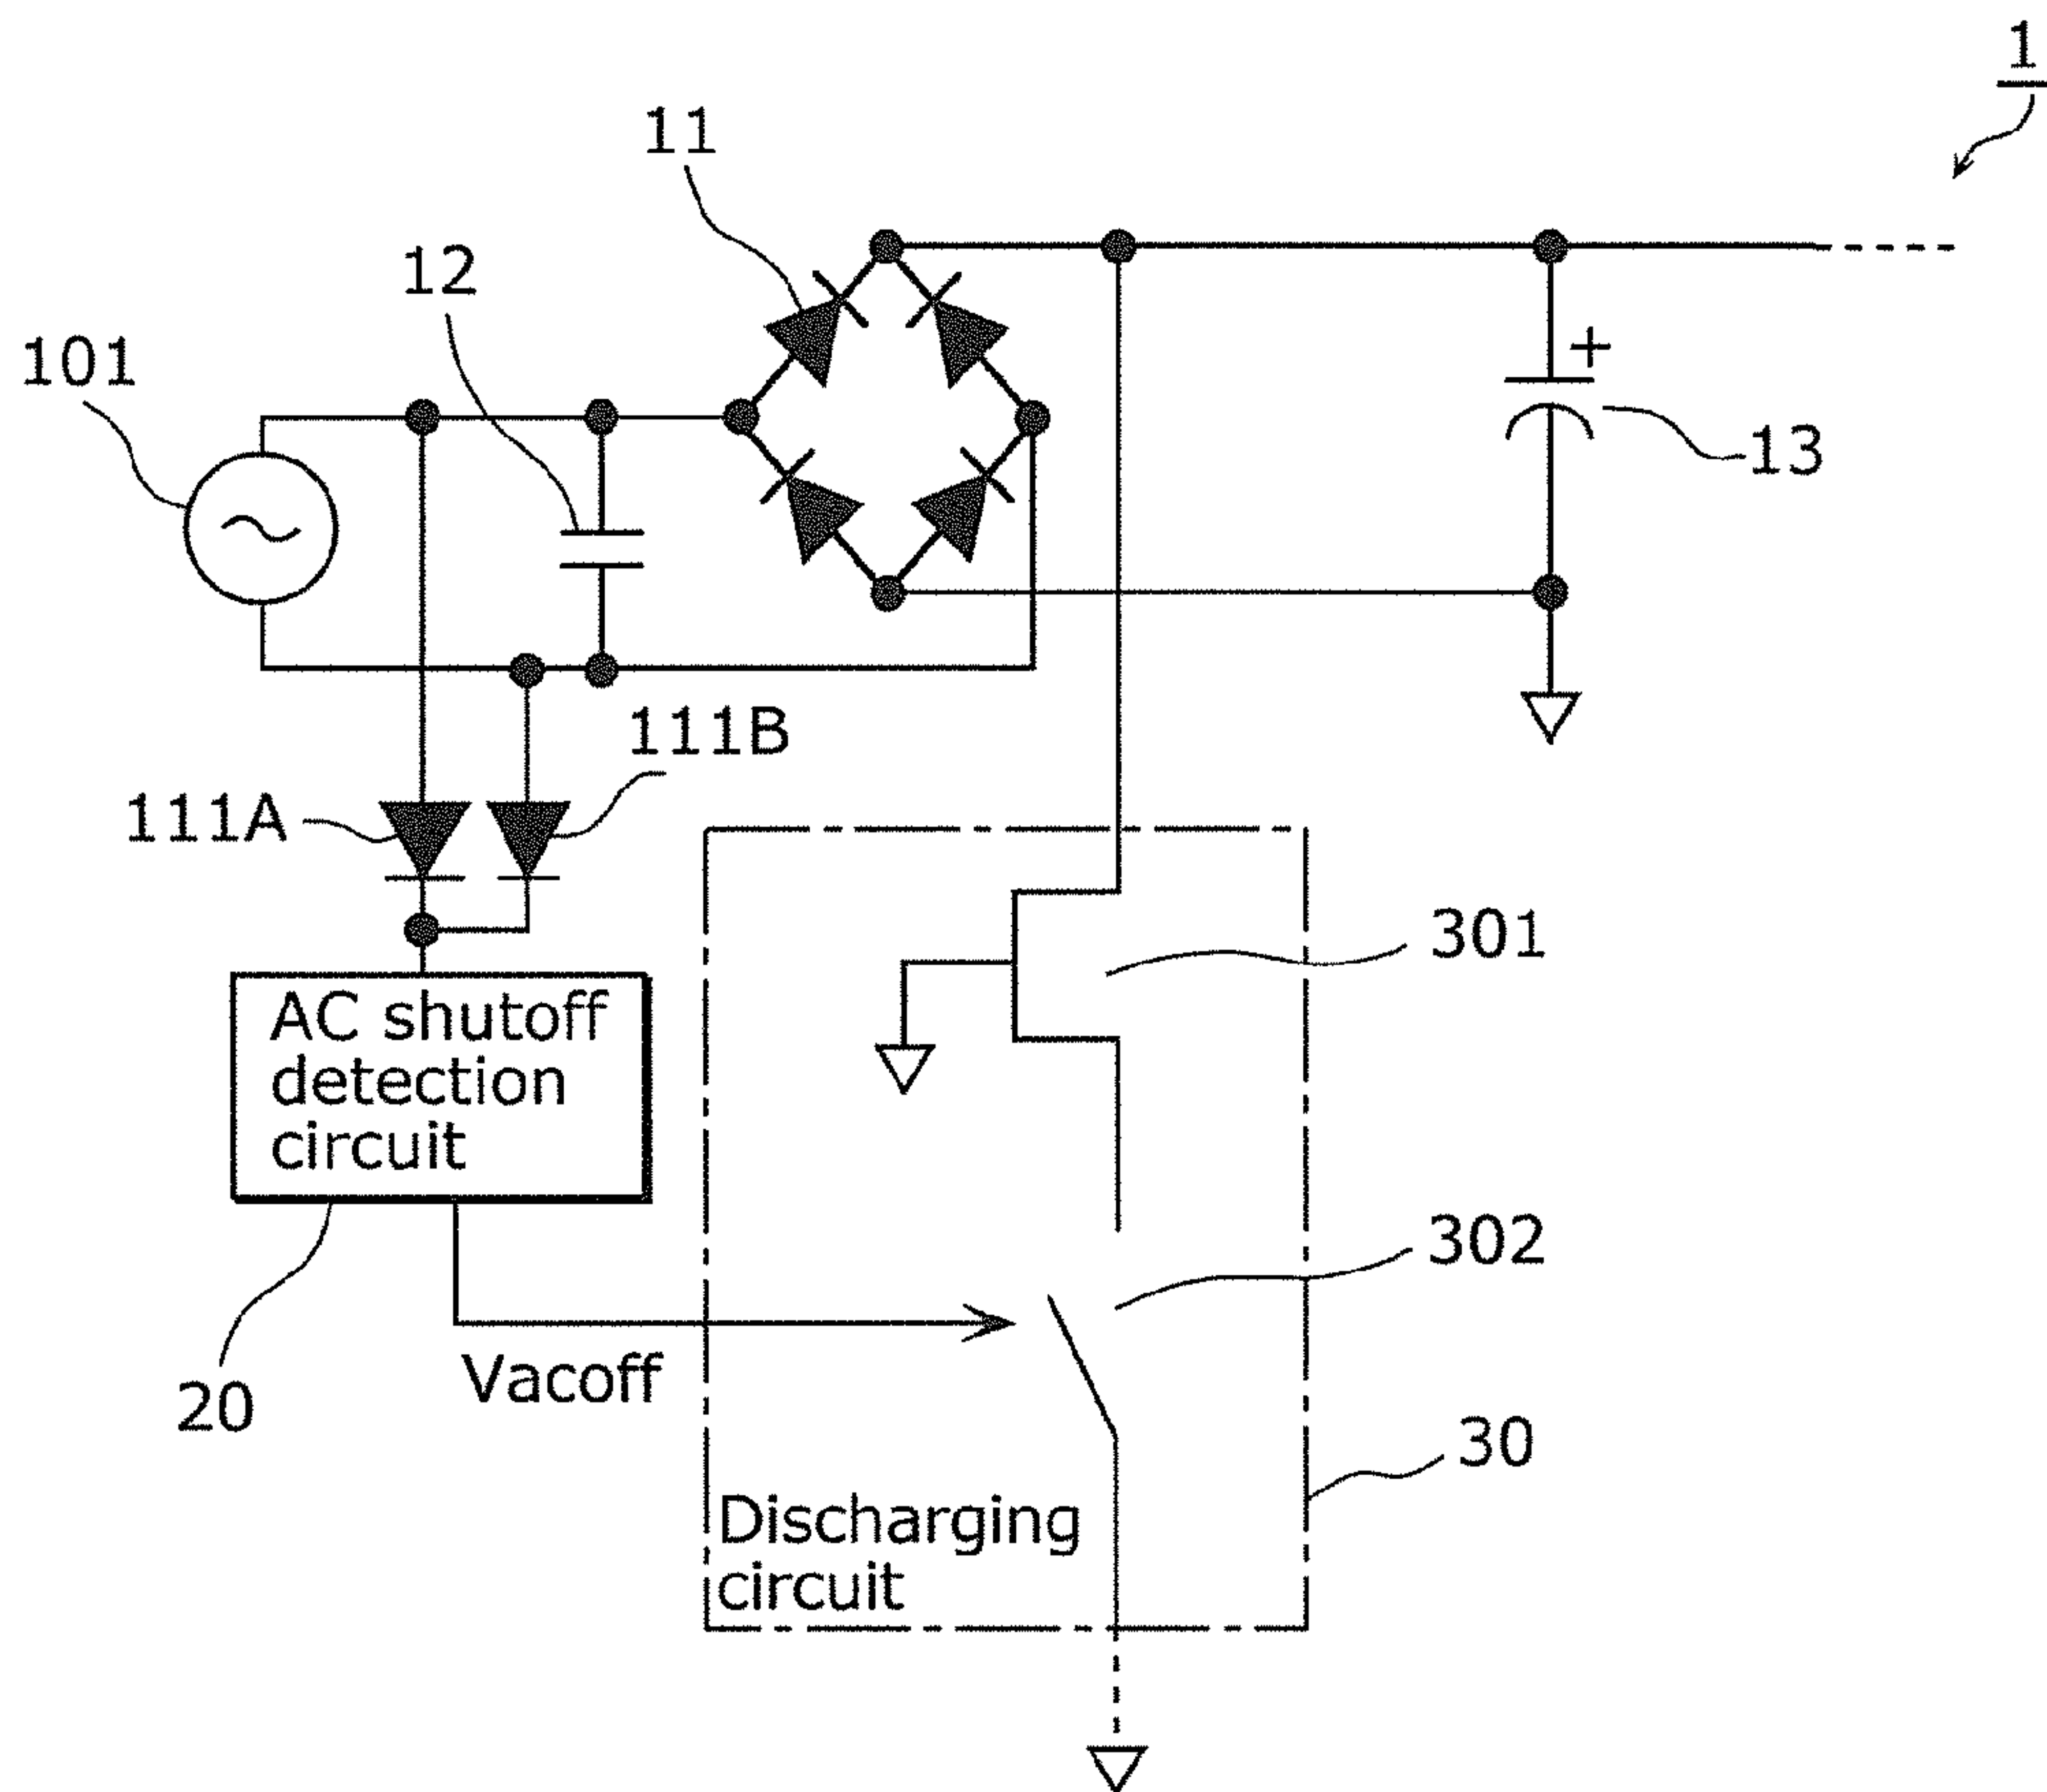 1
11
12
101
+
13
111B
111A
301
AC shutoff
detection
circuit
302
Vacoff
20
30
Discharging
circuit